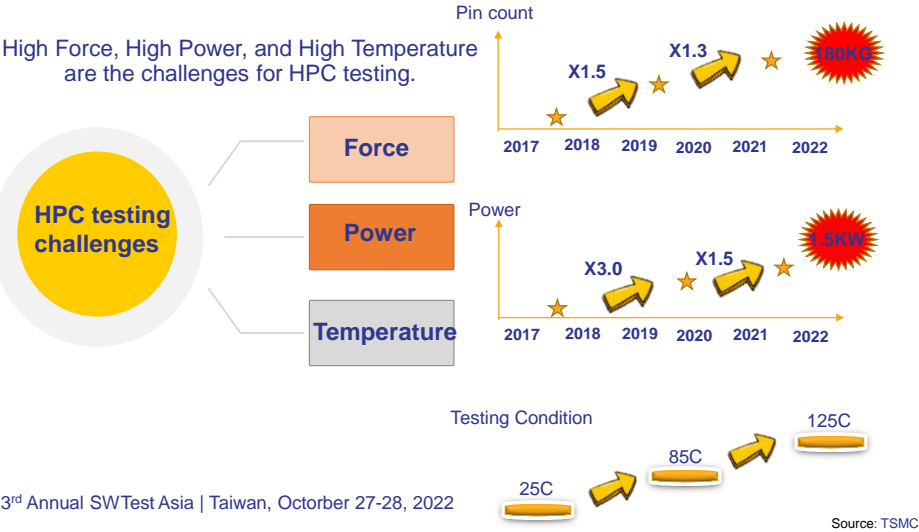 High Force, High Power, and High Temperature
are the challenges for HPC testing.
HPC testing
challenges
Force
Power
Temperature
Pin count
X1.5
X1.3
180KG
2017 2018 2019 2020 2021 2022
Power
X3.0
X1.5
1.5KW
2017 2018 2019 2020 2021 2022
Testing Condition
25C
85C
125C
3rd Annual SWTest Asia | Taiwan, Octorber 27-28, 2022
Source: TSMC